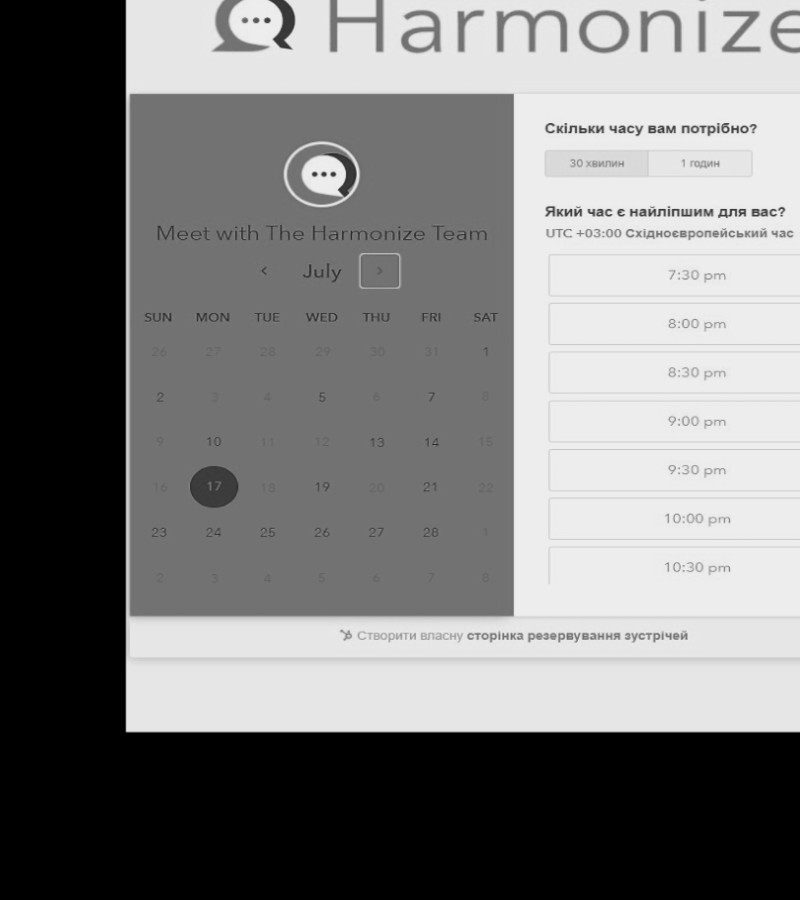 Harmonize
Meet with The Harmonize Team
July
SUN MON TUE WED THU FRI SAT
26 27 28 29 30 31 1
2 3 4 5 6 7 8
9 10 11 12 13 14 15
16 17 18 19 20 21 22
23 24 25 26 27 28 1
2 3 4 5 6 7 8
Скільки часу вам потрібно?
30 хвилин 1 годин
Який час є найліпшим для вас?
UTC +03:00 Східноєвропейський час
7:30 pm
8:00 pm
8:30 pm
9:00 pm
9:30 pm
10:00 pm
10:30 pm
Створити власну сторінка резервування зустрічей